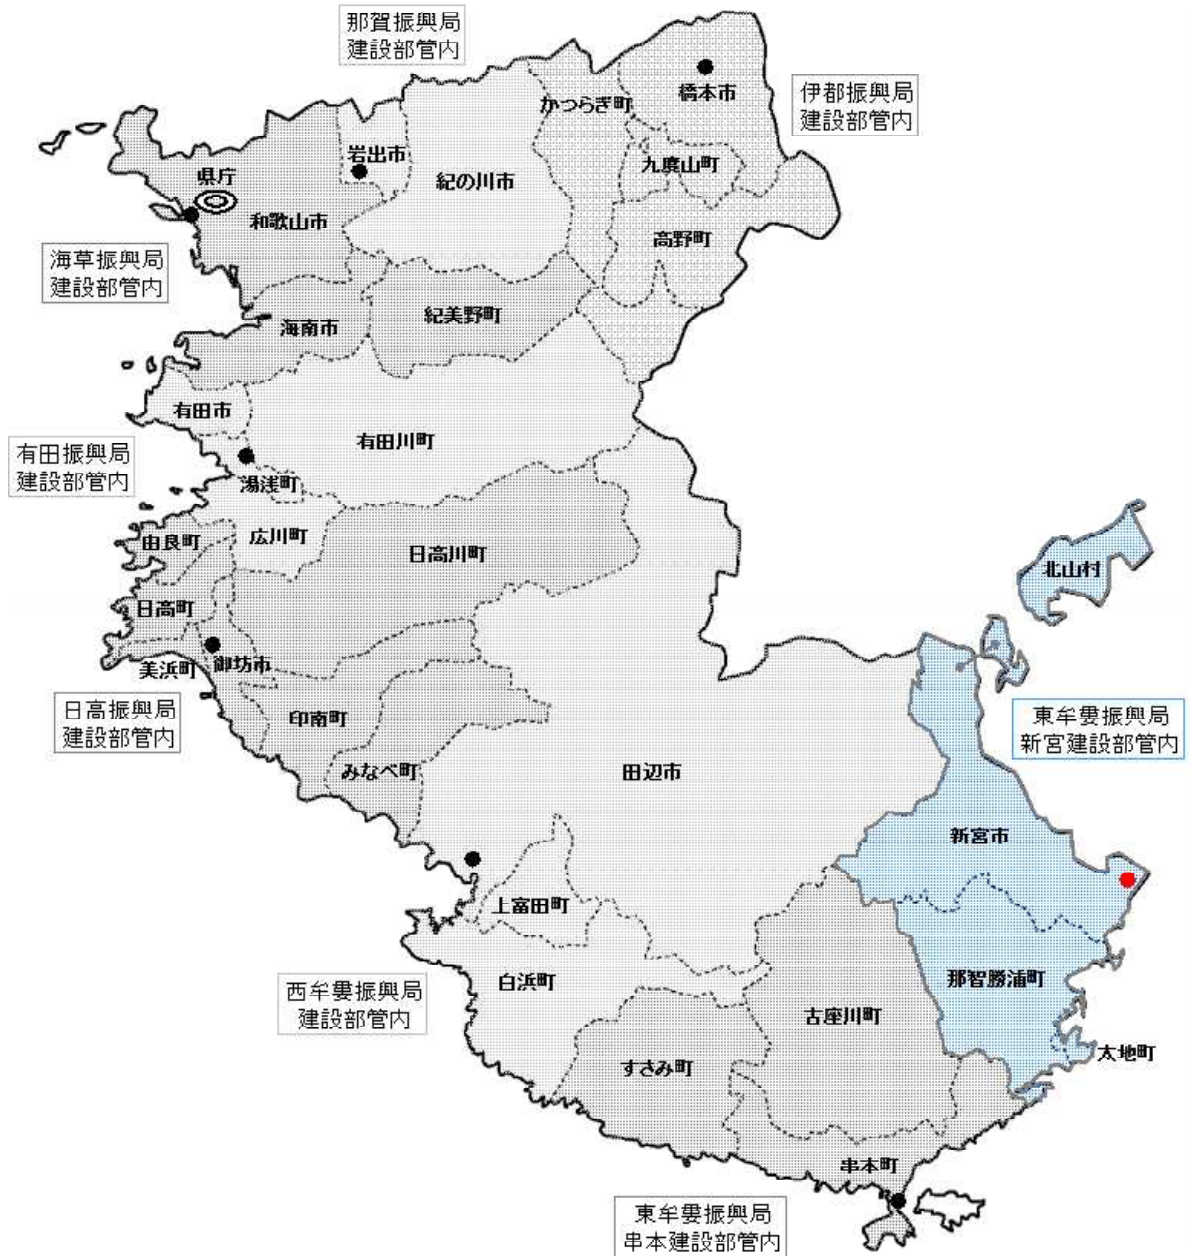 那賀振興局
建設部管内
かつらぎ町
橋本市
伊都振興局
建設部管内
岩出市
九度山町
県庁
紀の川市
和歌山市
高野町
海草振興局
建設部管内
海南市
紀美野町
有田市
有田川町
有田振興局
建設部管内
湯浅町
広川町
由良町
日高川町
北山村
日高町
美浜町
御坊市
日高振興局
建設部管内
印南町
東牟婁振興局
新宮建設部管内
みなべ町
田辺市
新宮市
上富田町
白浜町
那智勝浦町
西牟婁振興局
建設部管内
古座川町
太地町
すさみ町
串本町
東牟婁振興局
串本建設部管内